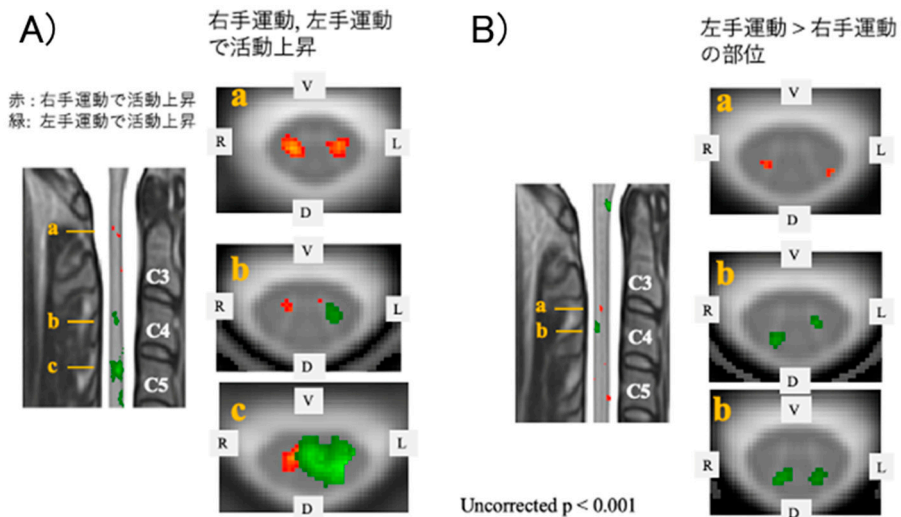 A)
右手運動, 左手運動
で活動上昇
赤 : 右手運動で活動上昇
緑: 左手運動で活動上昇
a
V
R
L
D
a
b
c
C3
C4
C5
b
V
R
L
D
c
V
R
L
D
B)
左手運動 > 右手運動
の部位
a
V
R
L
D
a
b
C3
C4
C5
b
V
R
L
D
b
V
R
L
D
Uncorrected p < 0.001